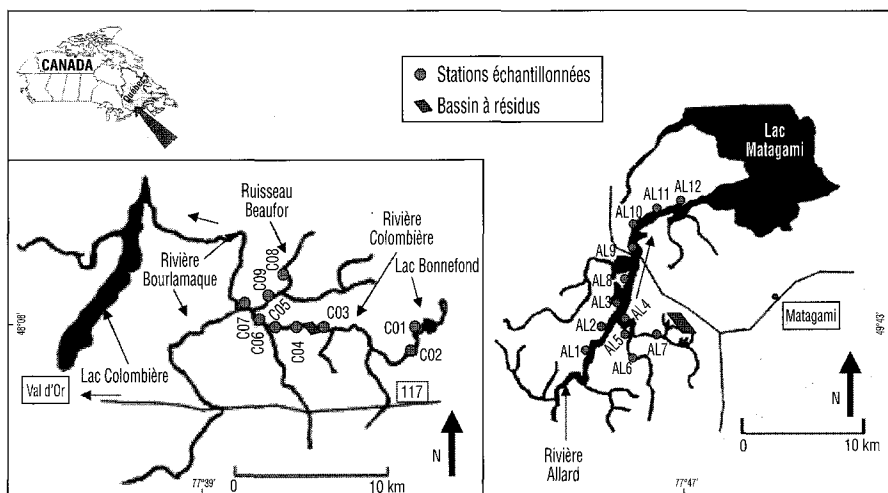 CANADA
Québec
Stations échantillonnées
Bassin à résidus
Lac
Matagami
AL12
AL11
AL10
AL9
AL8
AL3
AL4
AL2
AL5
AL7
AL1
AL6
Matagami
Rivière
Allard
N
0
10 km
49°43'
77°47'
Ruisseau
Beaufor
Rivière
Colombière
Lac Bonnefond
Rivière
Bourlamaque
C08
C09
C05
C03
C01
C07
C06
C04
C02
48°08'
Lac Colombière
Val d'Or
117
N
0
10 km
77°39'